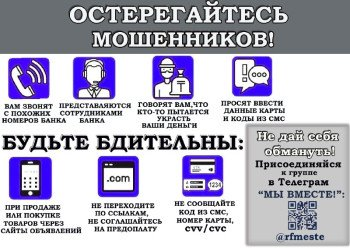 ОСТЕРЕГАЙТЕСЬ
МОШЕННИКОВ!
ВАМ ЗВОНЯТ
С ПОХОЖИХ
НОМЕРОВ БАНКА
ПРЕДСТАВЛЯЮТСЯ
СОТРУДНИКАМИ
БАНКА
ГОВОРЯТ ВАМ,ЧТО
КТО-ТО ПЫТАЕТСЯ
УКРАСТЬ
ВАШИ ДЕНЬГИ
ПРОСЯТ ВВЕСТИ
ДАННЫЕ КАРТЫ
И КОДЫ ИЗ СМС
БУДЬТЕ БДИТЕЛЬНЫ:
.com
ПРИ ПРОДАЖЕ
ИЛИ ПОКУПКЕ
ТОВАРОВ ЧЕРЕЗ
САЙТЫ ОБЪЯВЛЕНИЙ
НЕ ПЕРЕХОДИТЕ
ПО ССЫЛКАМ,
НЕ СОГЛАШАЙТЕСЬ
НА ПРЕДОПЛАТУ
НЕ СООБЩАЙТЕ
КОД ИЗ СМС,
НОМЕР КАРТЫ,
CVV/CVC
Не дай себя
обмануть!
Присоединяйся
к группе
в Телеграм
"МЫ ВМЕСТЕ!":
@rfmeste